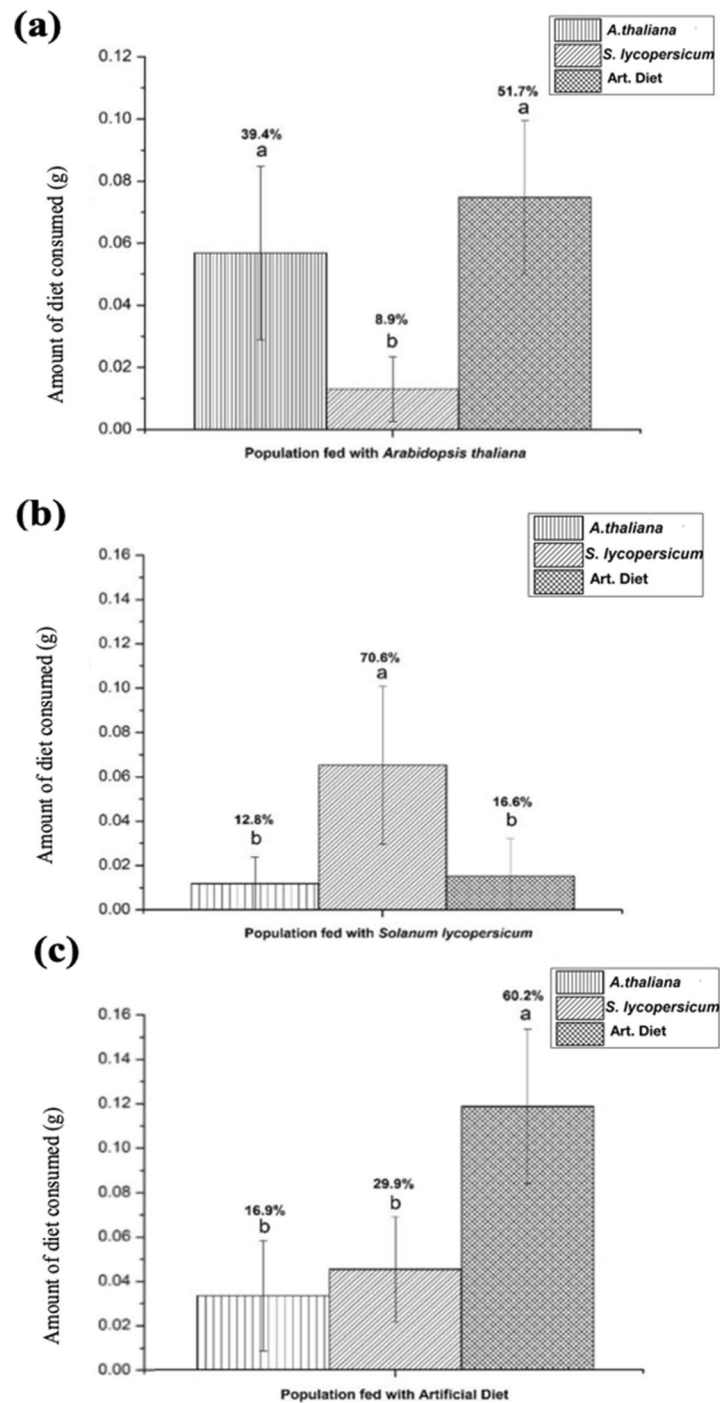 (a)
A.thaliana
S. lycopersicum
Art. Diet
Amount of diet consumed (g)
0.12
0.10
0.08
0.06
0.04
0.02
0.00
39.4%
a
8.9%
b
51.7%
a
Population fed with Arabidopsis thaliana
(b)
A.thaliana
S. lycopersicum
Art. Diet
Amount of diet consumed (g)
0.16
0.14
0.12
0.10
0.08
0.06
0.04
0.02
0.00
12.8%
b
70.6%
a
16.6%
b
Population fed with Solanum lycopersicum
(c)
A.thaliana
S. lycopersicum
Art. Diet
Amount of diet consumed (g)
0.16
0.14
0.12
0.10
0.08
0.06
0.04
0.02
0.00
16.9%
b
29.9%
b
60.2%
a
Population fed with Artificial Diet